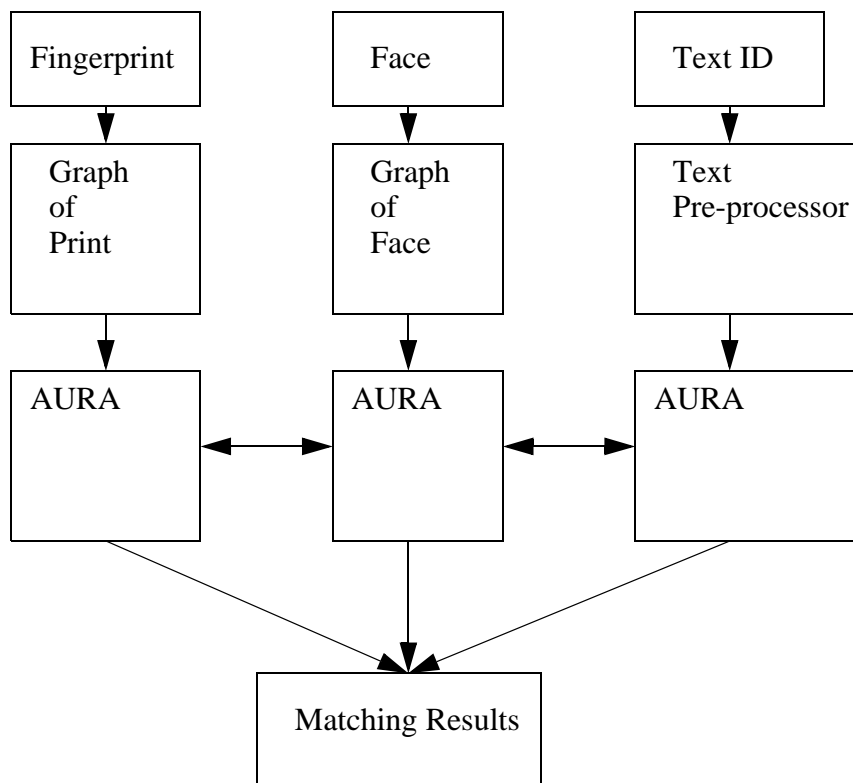 Fingerprint
Face
Text ID
Graph
of
Print
Graph
of
Face
Text
Pre-processor
AURA
AURA
AURA
Matching Results